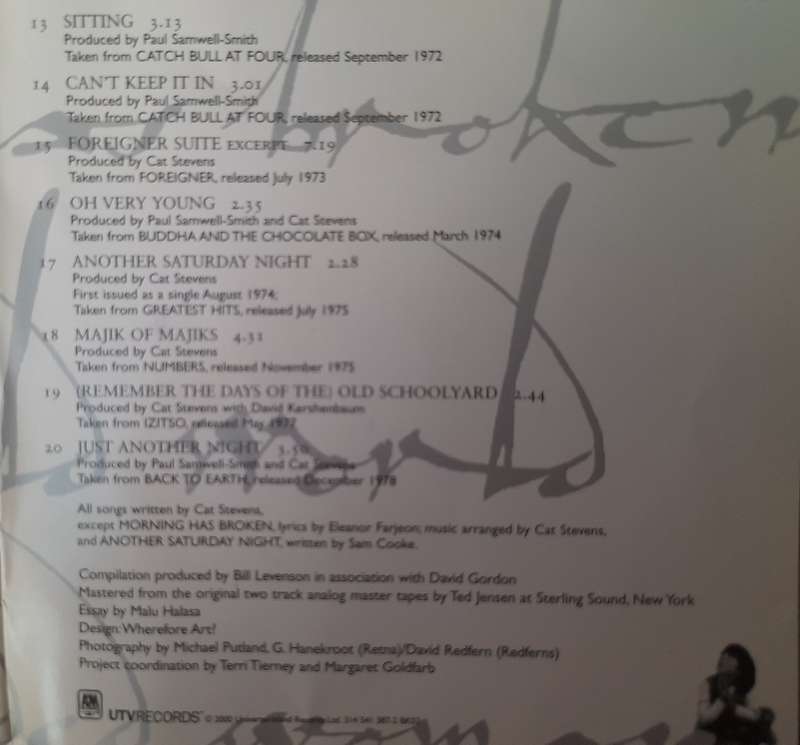 13 SITTING 3.13
Produced by Paul Samwell-Smith
Taken from CATCH BULL AT FOUR, released September 1972
14 CAN'T KEEP IT IN 3.01
Produced by Paul Samwell-Smith
Taken from CATCH BULL AT FOUR, released September 1972
15 FOREIGNER SUITE EXCERPT 7.19
Produced by Cat Stevens
Taken from FOREIGNER, released July 1973
16 OH VERY YOUNG 2.35
Produced by Paul Samwell-Smith and Cat Stevens
Taken from BUDDHA AND THE CHOCOLATE BOX, released March 1974
17 ANOTHER SATURDAY NIGHT 2.28
Produced by Cat Stevens
First issued as a single August 1974;
Taken from GREATEST HITS, released July 1975
18 MAJIK OF MAJIKS 4.31
Produced by Cat Stevens
Taken from NUMBERS, released November 1975
19 (REMEMBER THE DAYS OF THE) OLD SCHOOLYARD 2.44
Produced by Cat Stevens with David Kershenbaum
Taken from IZITSO, released May 1977
20 JUST ANOTHER NIGHT 3.50
Produced by Paul Samwell-Smith and Cat Stevens
Taken from BACK TO EARTH, released December 1978
All songs written by Cat Stevens,
except MORNING HAS BROKEN, lyrics by Eleanor Farjeon; music arranged by Cat Stevens,
and ANOTHER SATURDAY NIGHT, written by Sam Cooke.
Compilation produced by Bill Levenson in association with David Gordon
Mastered from the original two track analog master tapes by Ted Jensen at Sterling Sound, New York
Essay by Malu Halasa
Design: Wherefore Art?
Photography by Michael Putland, G. Hanekroot (Retna)/David Redfern (Redferns)
Project coordination by Terri Tierney and Margaret Goldfarb
A&M UTVRECORDS © 2000
broken
world